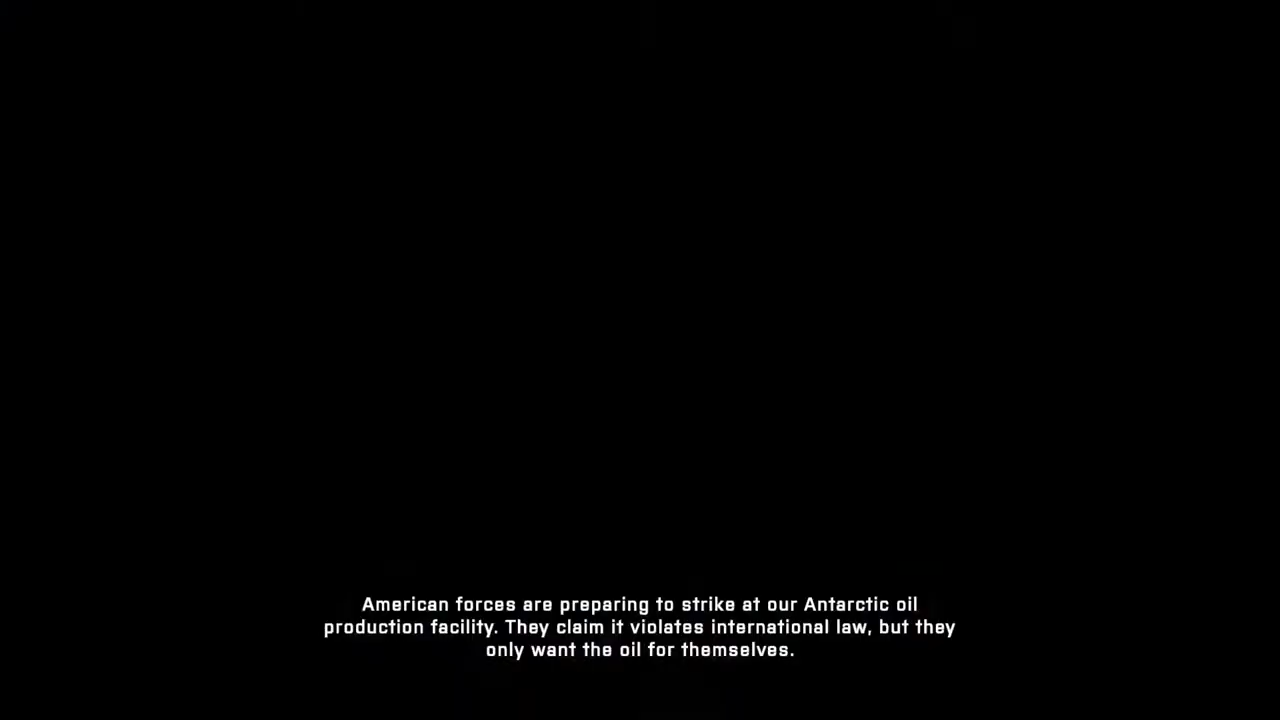 American forces are preparing to strike at our Antarctic oil
production facility. They claim it violates international law, but they
only want the oil for themselves.